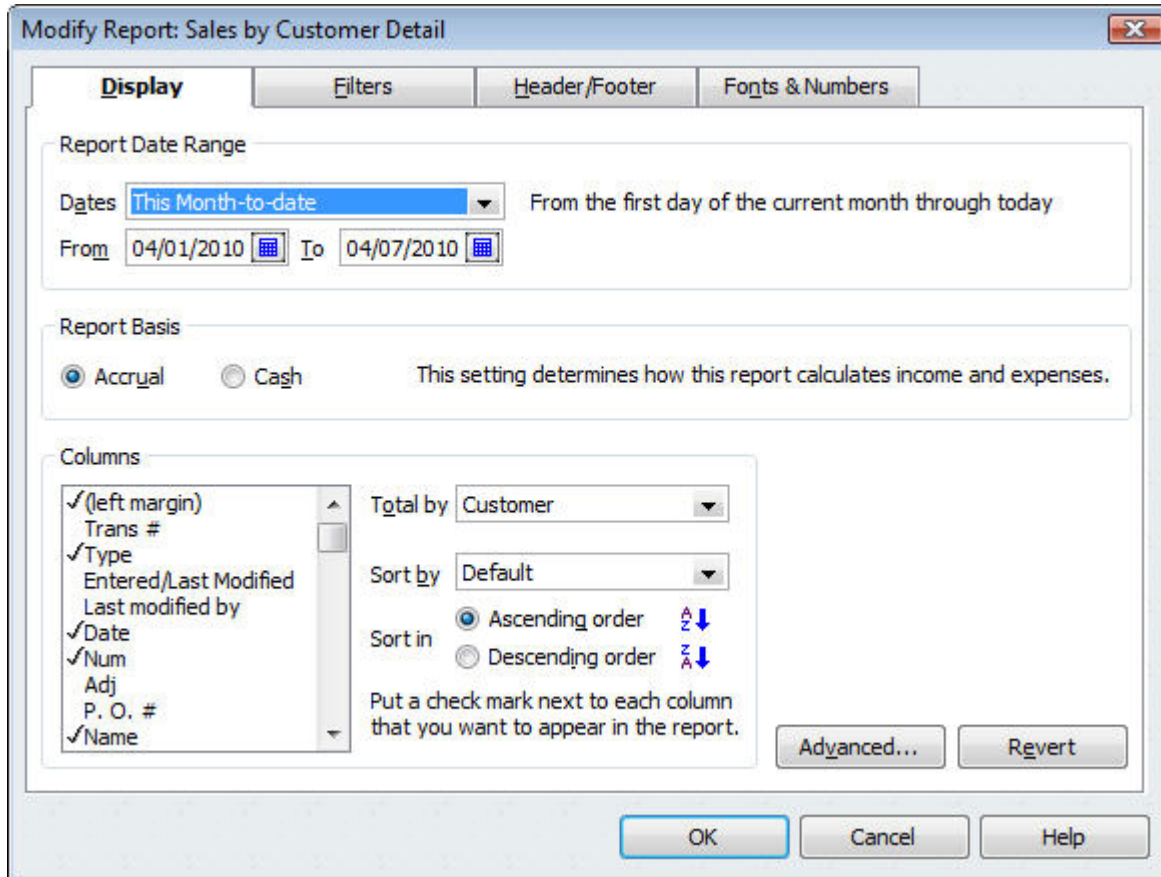 Modify Report: Sales by Customer Detail
Display Filters Header/Footer Fonts & Numbers
Report Date Range
Dates This Month-to-date From the first day of the current month through today
From 04/01/2010 To 04/07/2010
Report Basis
Accrual Cash This setting determines how this report calculates income and expenses.
Columns
✓(left margin)
Trans #
✓Type
Entered/Last Modified
Last modified by
✓Date
✓Num
Adj
P. O. #
✓Name
Total by Customer
Sort by Default
Sort in
Ascending order AZ
Descending order ZA
Put a check mark next to each column
that you want to appear in the report.
Advanced... Revert
OK Cancel Help